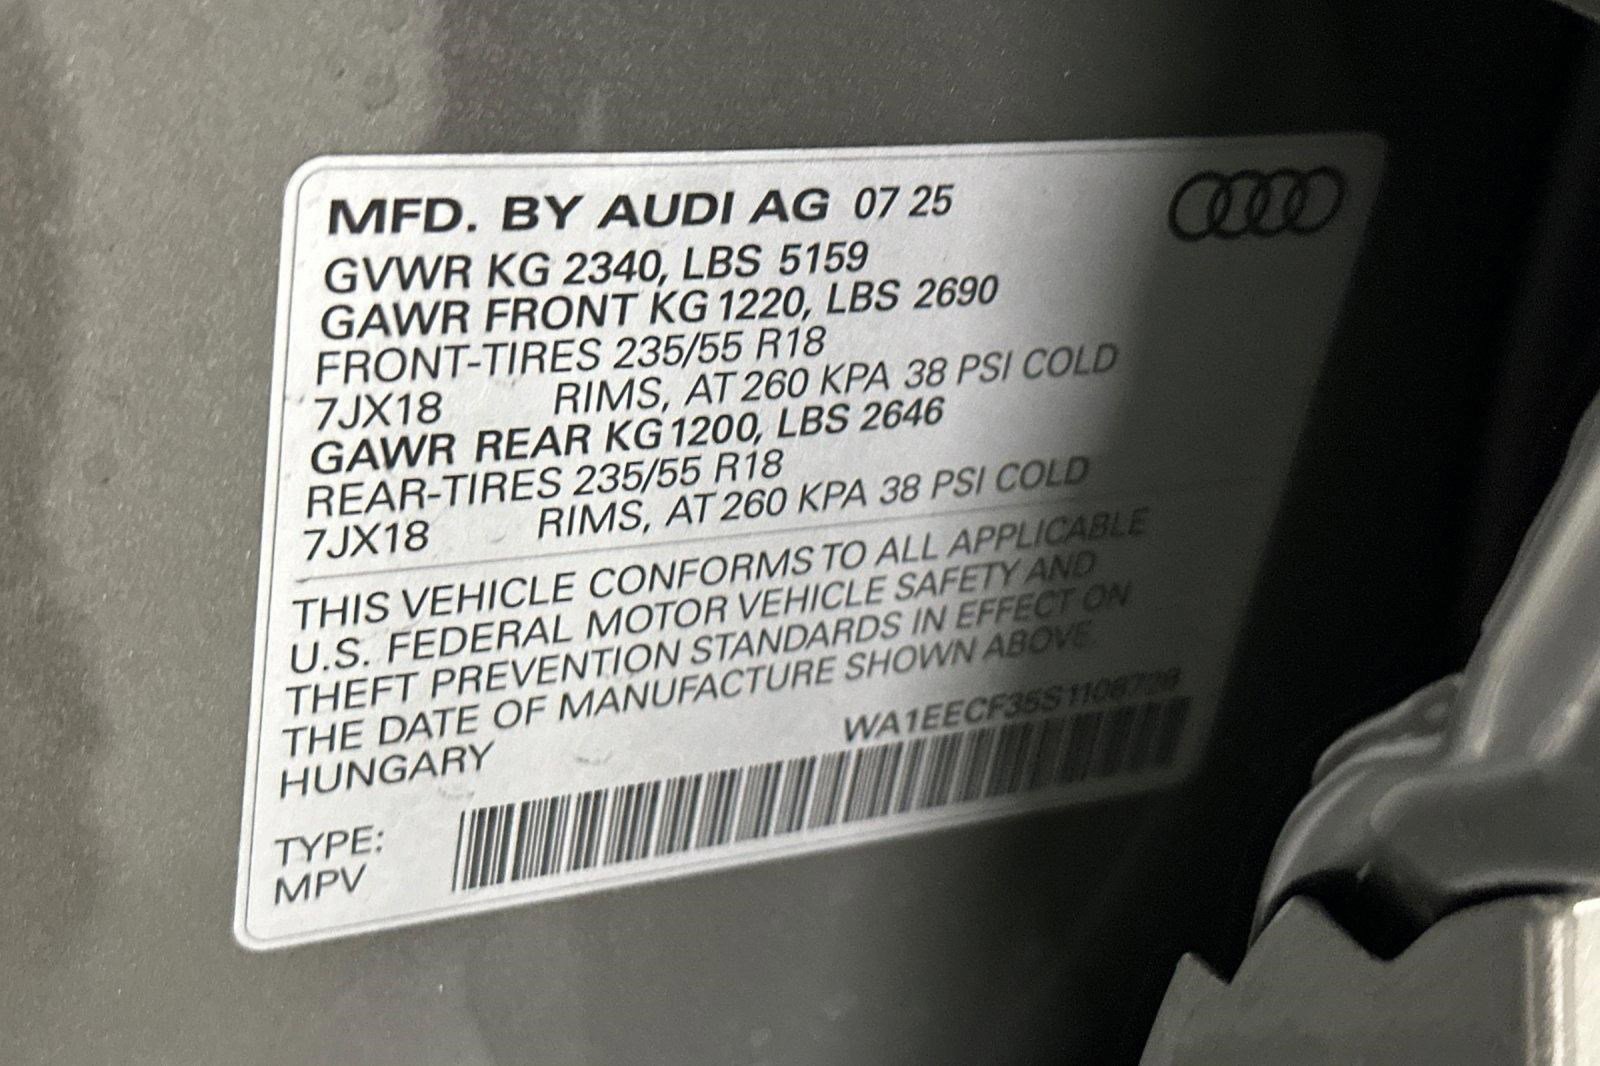 MFD. BY AUDI AG 07 25
GVWR KG 2340, LBS 5159
GAWR FRONT KG 1220, LBS 2690
FRONT-TIRES 235/55 R18
7JX18 RIMS, AT 260 KPA 38 PSI COLD
GAWR REAR KG 1200, LBS 2646
REAR-TIRES 235/55 R18
7JX18 RIMS, AT 260 KPA 38 PSI COLD
THIS VEHICLE CONFORMS TO ALL APPLICABLE
U.S. FEDERAL MOTOR VEHICLE SAFETY AND
THEFT PREVENTION STANDARDS IN EFFECT ON
THE DATE OF MANUFACTURE SHOWN ABOVE.
HUNGARY
TYPE:
MPV